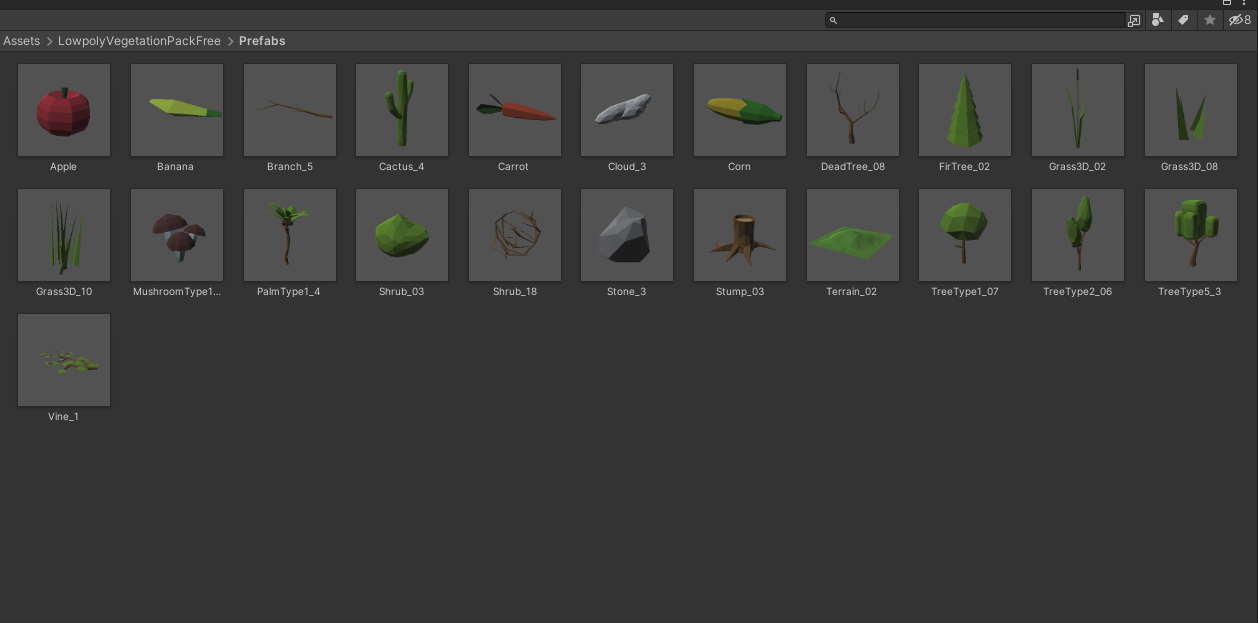 8
Assets > LowpolyVegetationPackFree > Prefabs
Apple Banana Branch_5 Cactus_4 Carrot Cloud_3 Corn DeadTree_08 FirTree_02 Grass3D_02 Grass3D_08
Grass3D_10 MushroomType1... PalmType1_4 Shrub_03 Shrub_18 Stone_3 Stump_03 Terrain_02 TreeType1_07 TreeType2_06 TreeType5_3
Vine_1